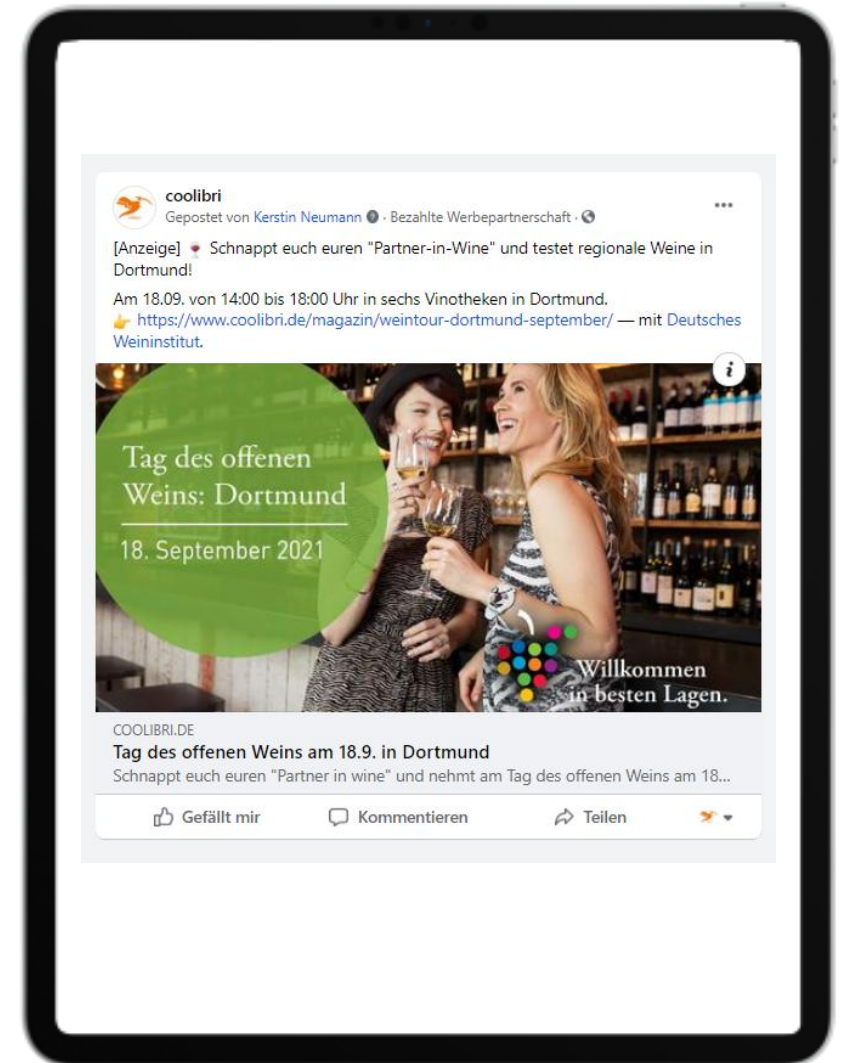 coolibri
Gepostet von Kerstin Neumann · Bezahlte Werbepartnerschaft ·
[Anzeige] 🍷 Schnappt euch euren "Partner-in-Wine" und testet regionale Weine in
Dortmund!
Am 18.09. von 14:00 bis 18:00 Uhr in sechs Vinotheken in Dortmund.
👉 https://www.coolibri.de/magazin/weintour-dortmund-september/ — mit Deutsches
Weininstitut.
i
Tag des offenen
Weins: Dortmund
18. September 2021
Willkommen
in besten Lagen.
COOLIBRI.DE
Tag des offenen Weins am 18.9. in Dortmund
Schnappt euch euren "Partner in wine" und nehmt am Tag des offenen Weins am 18...
Gefällt mir Kommentieren Teilen